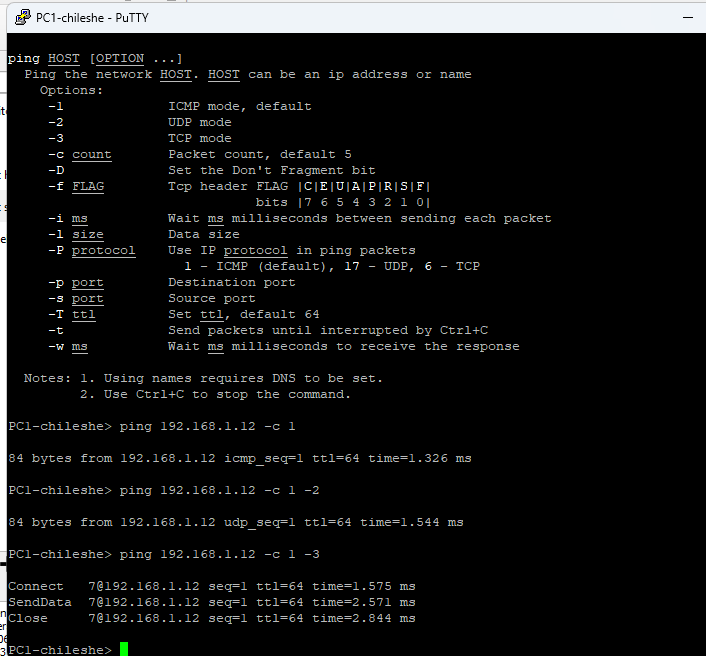 PC1-chileshe - PuTTY
ping HOST [OPTION ...]
Ping the network HOST. HOST can be an ip address or name
Options:
-1 ICMP mode, default
-2 UDP mode
-3 TCP mode
-c count Packet count, default 5
-D Set the Don't Fragment bit
-f FLAG Tcp header FLAG |C|E|U|A|P|R|S|F|
bits |7 6 5 4 3 2 1 0|
-i ms Wait ms milliseconds between sending each packet
-l size Data size
-P protocol Use IP protocol in ping packets
1 - ICMP (default), 17 - UDP, 6 - TCP
-p port Destination port
-s port Source port
-T ttl Set ttl, default 64
-t Send packets until interrupted by Ctrl+C
-w ms Wait ms milliseconds to receive the response
Notes: 1. Using names requires DNS to be set.
2. Use Ctrl+C to stop the command.
PC1-chileshe> ping 192.168.1.12 -c 1
84 bytes from 192.168.1.12 icmp_seq=1 ttl=64 time=1.326 ms
PC1-chileshe> ping 192.168.1.12 -c 1 -2
84 bytes from 192.168.1.12 udp_seq=1 ttl=64 time=1.544 ms
PC1-chileshe> ping 192.168.1.12 -c 1 -3
Connect 7@192.168.1.12 seq=1 ttl=64 time=1.575 ms
SendData 7@192.168.1.12 seq=1 ttl=64 time=2.571 ms
Close 7@192.168.1.12 seq=1 ttl=64 time=2.844 ms
PC1-chileshe>